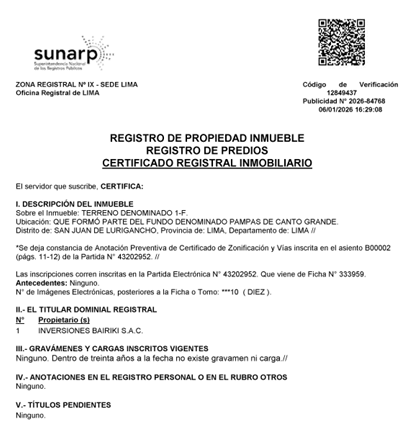 sunarp
Superintendencia Nacional
de los Registros Públicos
ZONA REGISTRAL Nº IX - SEDE LIMA
Oficina Registral de LIMA
Código de Verificación
12849437
Publicidad N° 2026-84768
06/01/2026 16:29:08
REGISTRO DE PROPIEDAD INMUEBLE
REGISTRO DE PREDIOS
CERTIFICADO REGISTRAL INMOBILIARIO
El servidor que suscribe, CERTIFICA:
I. DESCRIPCIÓN DEL INMUEBLE
Sobre el Inmueble: TERRENO DENOMINADO 1-F.
Ubicación: QUE FORMÓ PARTE DEL FUNDO DENOMINADO PAMPAS DE CANTO GRANDE.
Distrito de: SAN JUAN DE LURIGANCHO, Provincia de: LIMA, Departamento de: LIMA //
*Se deja constancia de Anotación Preventiva de Certificado de Zonificación y Vías inscrita en el asiento B00002
(págs. 11-12) de la Partida N° 43202952. //
Las inscripciones corren inscritas en la Partida Electrónica N° 43202952. Que viene de Ficha N° 333959.
Antecedentes: Ninguno.
N° de Imágenes Electrónicas, posteriores a la Ficha o Tomo: ***10 ( DIEZ ).
II.- EL TITULAR DOMINIAL REGISTRAL
N° Propietario (s)
1 INVERSIONES BAIRIKI S.A.C.
III.- GRAVÁMENES Y CARGAS INSCRITOS VIGENTES
Ninguno. Dentro de treinta años a la fecha no existe gravamen ni carga.//
IV.- ANOTACIONES EN EL REGISTRO PERSONAL O EN EL RUBRO OTROS
Ninguno.
V.- TÍTULOS PENDIENTES
Ninguno.